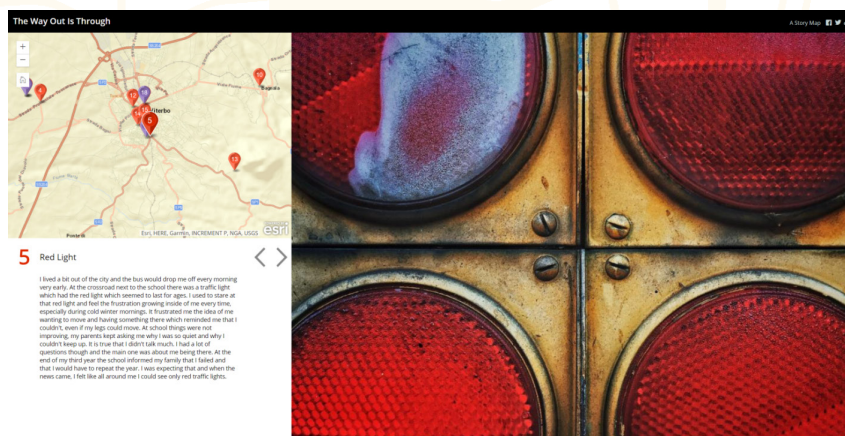 The Way Out Is Through
A Story Map
10
Bagnaia
4
12
18
Viterbo
15
14
5
13
Esri, HERE, Garmin, INCREMENT P, NGA, USGS
esri
5 Red Light
I lived a bit out of the city and the bus would drop me off every morning
very early. At the crossroad next to the school there was a traffic light
which had the red light which seemed to last for ages. I used to stare at
that red light and feel the frustration growing inside of me every time,
especially during cold winter mornings. It frustrated me the idea of me
wanting to move and having something there which reminded me that I
couldn't, even if my legs could move. At school things were not
improving, my parents kept asking me why I was so quiet and why I
couldn't keep up. It is true that I didn't talk much. I had a lot of
questions though and the main one was about me being there. At the
end of my third year the school informed my family that I failed and
that I would have to repeat the year. I was expecting that and when the
news came, I felt like all around me I could see only red traffic lights.